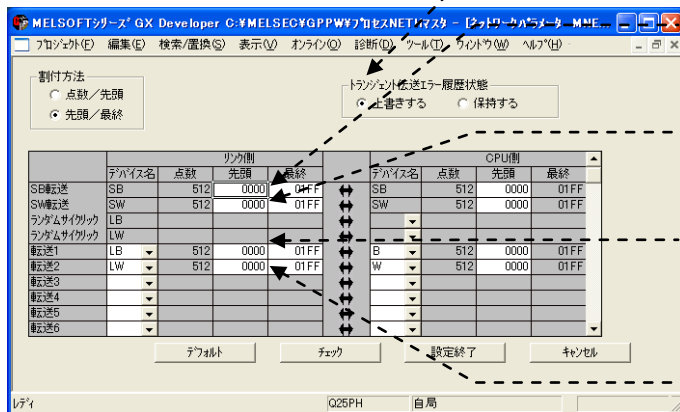 MELSOFTシリーズ GX Developer C:¥MELSEC¥GPPW¥プロセスNET¥マスタ - [ネットワークパラメータ MNE...
プロジェクト(F) 編集(E) 検索/置換(S) 表示(V) オンライン(O) 診断(D) ツール(T) ウィンドウ(W) ヘルプ(H)
割付方法
点数/先頭
先頭/最終
トランジェント伝送エラー履歴状態
上書きする 保持する
リンク側 CPU側
デバイス名 点数 先頭 最終 デバイス名 点数 先頭 最終
SB転送 SB 512 0000 01FF SB 512 0000 01FF
SW転送 SW 512 0000 01FF SW 512 0000 01FF
ランダムサイクリック LB
ランダムサイクリック LW
転送1 LB 512 0000 01FF B 512 0000 01FF
転送2 LW 512 0000 01FF W 512 0000 01FF
転送3
転送4
転送5
転送6
デフォルト チェック 設定終了 キャンセル
レディ Q25PH 自局